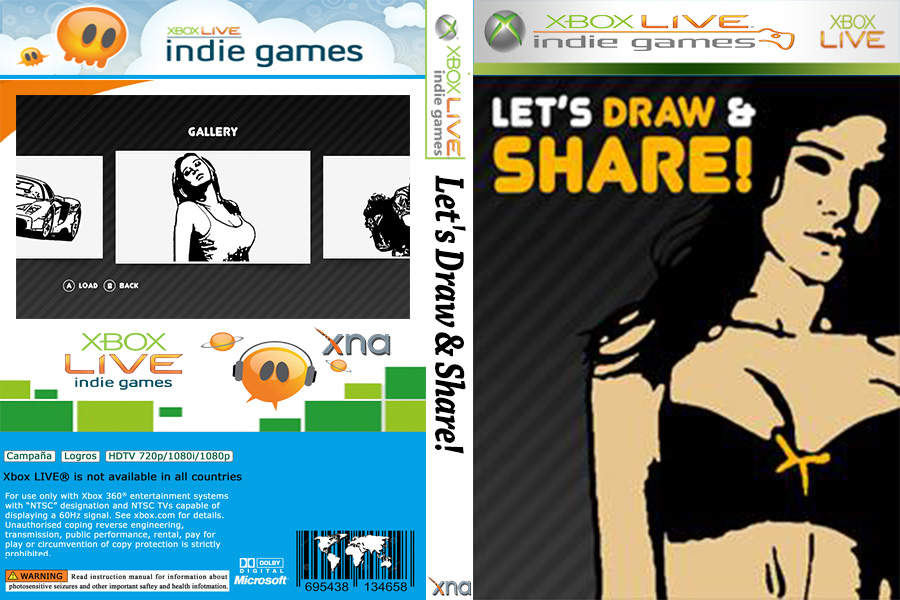 XBOX LIVE
indie games
GALLERY
A LOAD B BACK
XBOX LIVE
indie games
xna
Campaña Logros HDTV 720p/1080i/1080p
Xbox LIVE® is not available in all countries
For use only with Xbox 360® entertainment systems
with "NTSC" designation and NTSC TVs capable of
displaying a 60Hz signal. See xbox.com for details.
Unauthorised coping reverse engineering,
transmission, public performance, rental, pay for
play or circumvention of copy protection is strictly
prohibited.
WARNING Read instruction manual for information about
photosensitive seizures and other important saftey and health infotmation.
DOLBY
DIGITAL
Microsoft
695438 134658
XBOX LIVE
indie games
Let's Draw & Share!
xna
XBOX LIVE
indie games
XBOX
LIVE
LET'S DRAW &
SHARE!